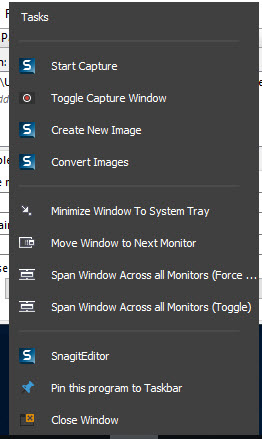 Tasks
Start Capture
Toggle Capture Window
Create New Image
Convert Images
Minimize Window To System Tray
Move Window to Next Monitor
Span Window Across all Monitors (Force ...
Span Window Across all Monitors (Toggle)
SnagitEditor
Pin this program to Taskbar
Close Window